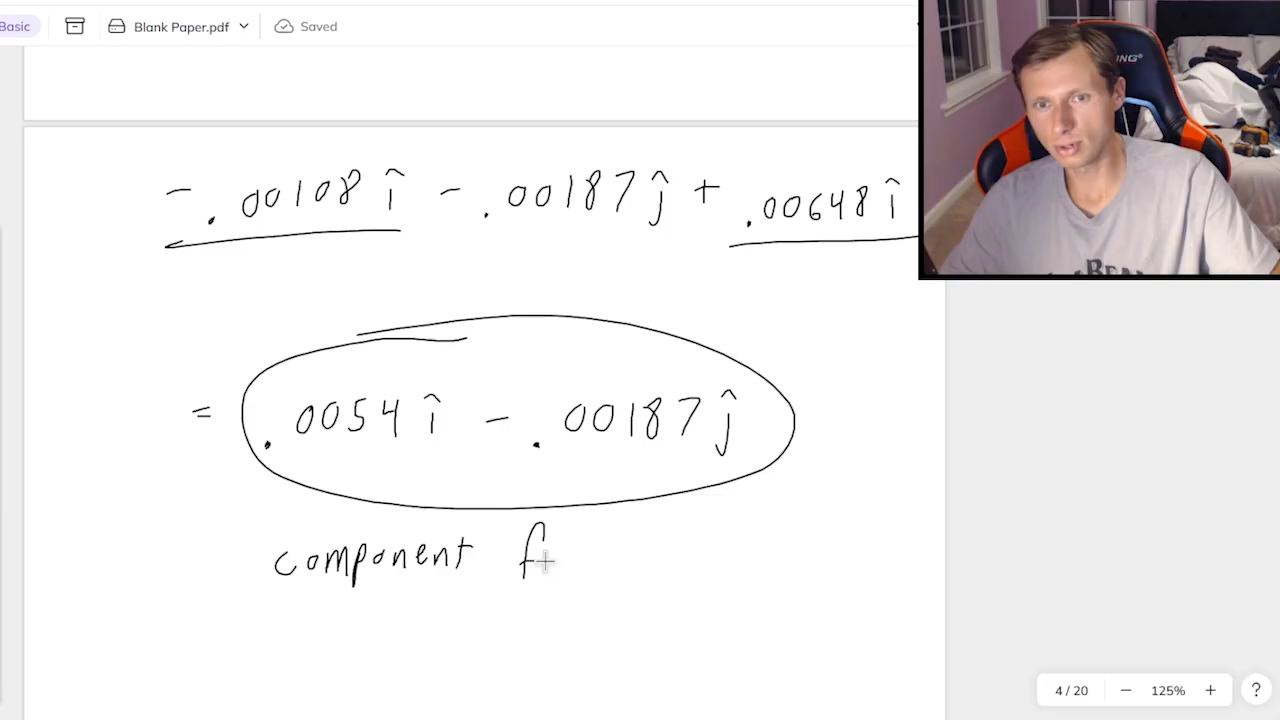 Basic Blank Paper.pdf Saved
- .00108 î - .00187 ĵ + .00648 î
= .0054 î - .00187 ĵ
component f
4 / 20 − 125% + ?